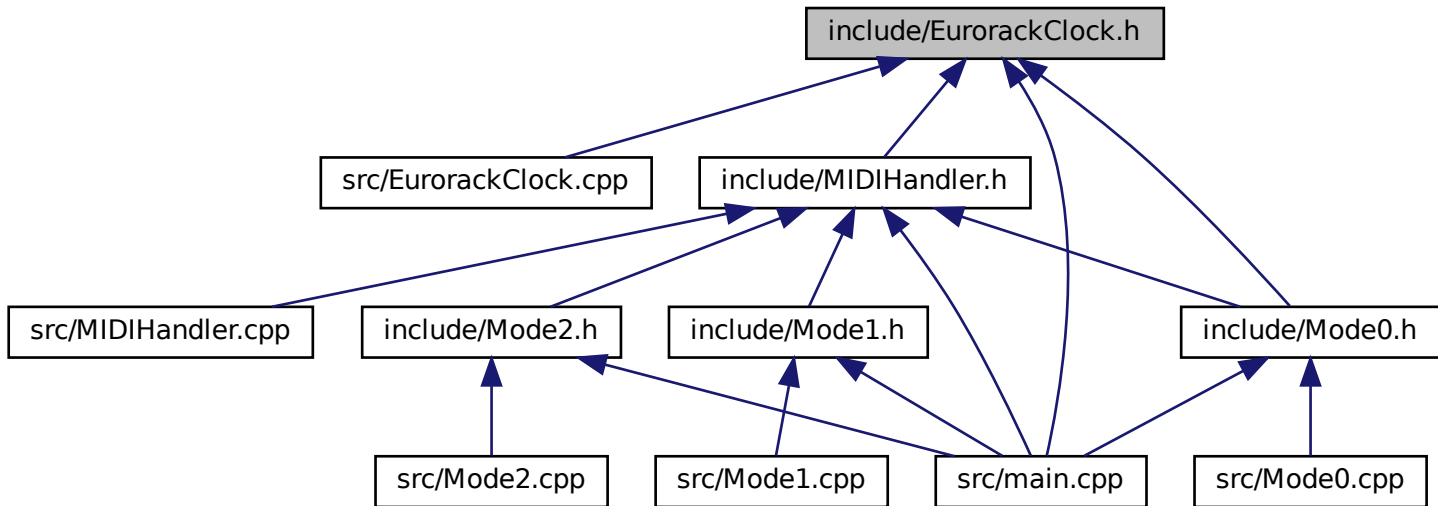 include/EurorackClock.h
src/EurorackClock.cpp
include/MIDIHandler.h
src/MIDIHandler.cpp
include/Mode2.h
include/Mode1.h
include/Mode0.h
src/Mode2.cpp
src/Mode1.cpp
src/main.cpp
src/Mode0.cpp